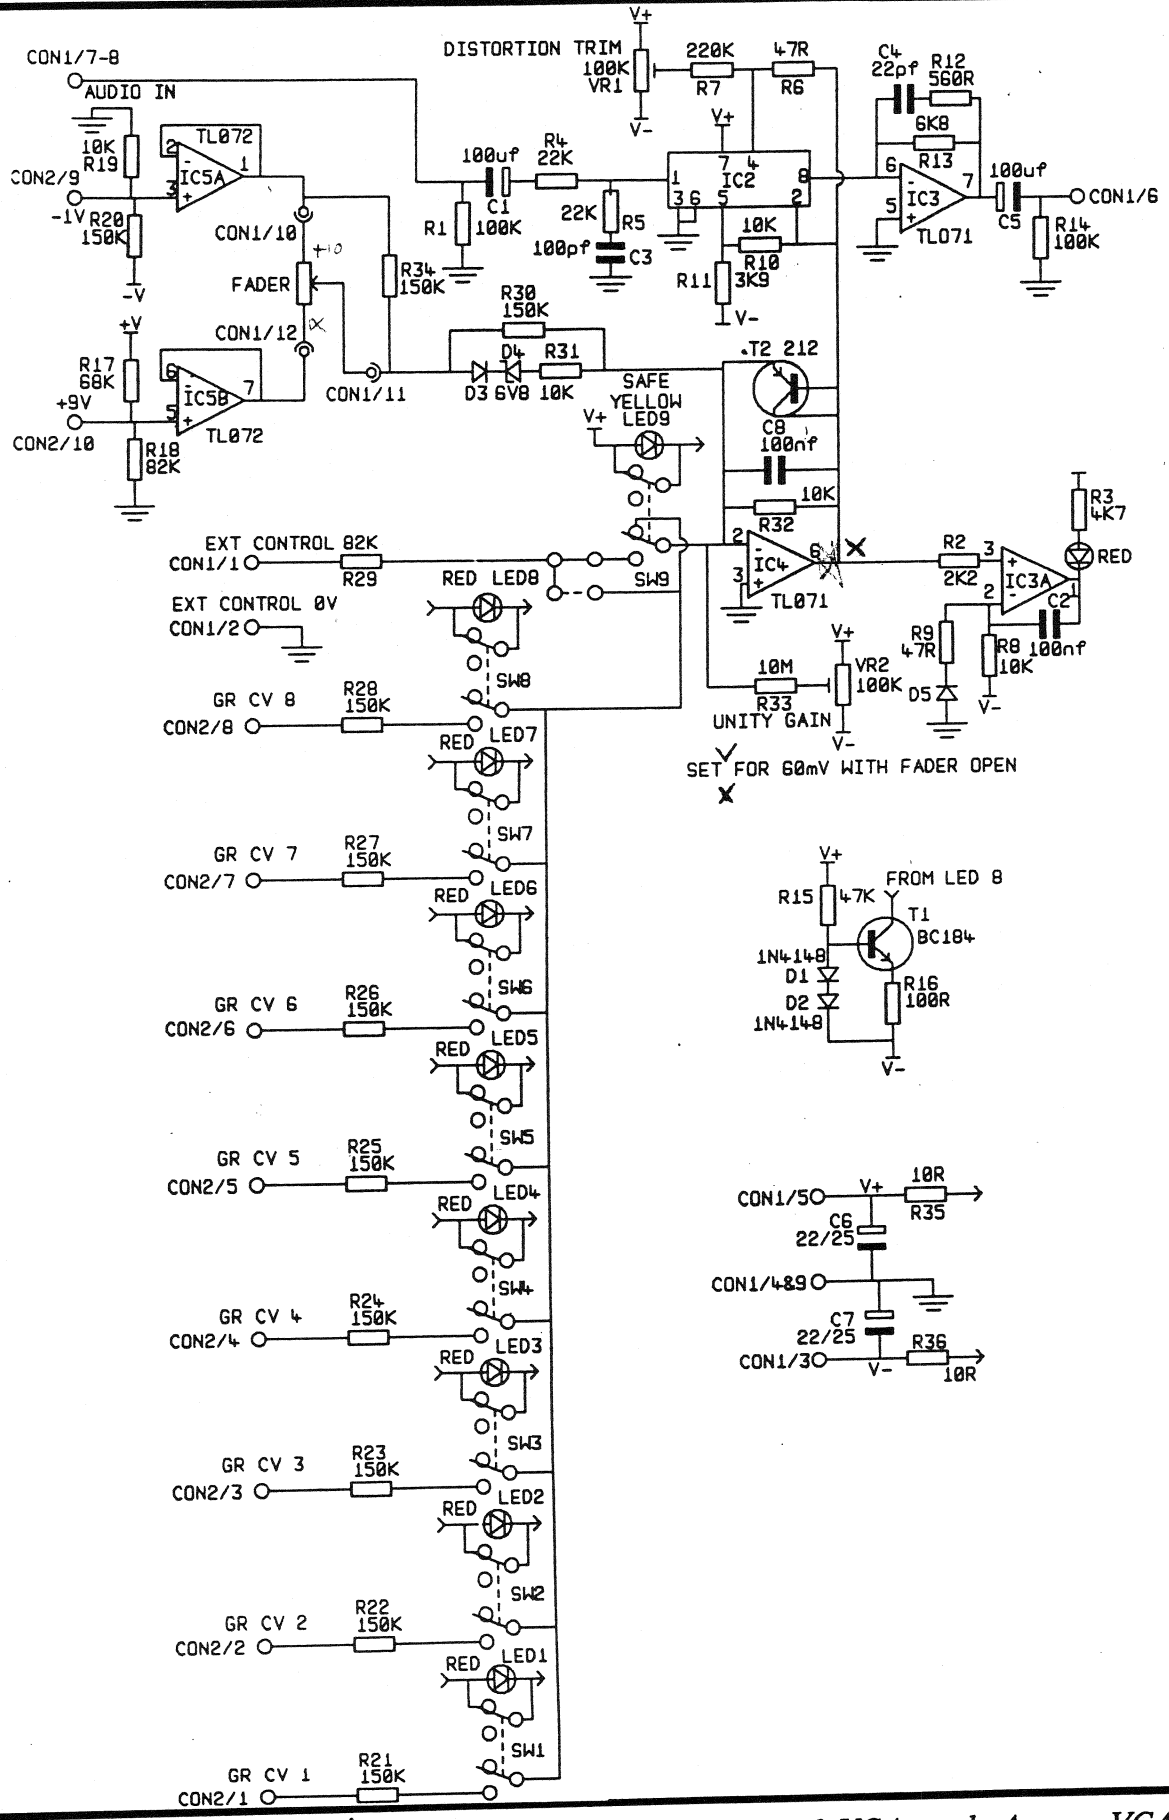 V+
CON1/7-8
AUDIO IN
DISTORTION TRIM
100K
VR1
V-
220K
R7
47R
R6
C4
22pf
R12
560R
6K8
R13
10K
R19
CON2/9
-1V
R20
150K
-V
TL072
2
-
3
+
1
IC5A
CON1/10
+10
FADER
∝
CON1/12
R34
150K
100uf
C1
R4
22K
R1
100K
22K
R5
100pf
C3
V+
7
4
1
IC2
8
3
6
5
2
10K
R10
R11
3K9
V-
6
-
5
+
7
IC3
TL071
100uf
C5
CON1/6
R14
100K
+V
R17
68K
+9V
CON2/10
R18
82K
6
-
5
+
7
IC5B
TL072
CON1/11
R30
150K
D3
D4
6V8
R31
10K
T2 212
C8
100nf
10K
R32
SAFE
YELLOW
LED9
V+
SW9
EXT CONTROL
CON1/1
82K
R29
EXT CONTROL 0V
CON1/2
2
-
3
+
6
IC4
TL071
X
R2
2K2
3
+
2
-
1
IC3A
R3
4K7
RED
C2
100nf
R9
47R
D5
R8
10K
V-
10M
R33
V+
VR2
100K
V-
UNITY GAIN
SET FOR 60mV WITH FADER OPEN
X
RED
LED8
SW8
GR CV 8
CON2/8
R28
150K
RED
LED7
SW7
GR CV 7
CON2/7
R27
150K
RED
LED6
SW6
GR CV 6
CON2/6
R26
150K
RED
LED5
SW5
GR CV 5
CON2/5
R25
150K
RED
LED4
SW4
GR CV 4
CON2/4
R24
150K
RED
LED3
SW3
GR CV 3
CON2/3
R23
150K
RED
LED2
SW2
GR CV 2
CON2/2
R22
150K
RED
LED1
SW1
GR CV 1
CON2/1
R21
150K
V+
R15
47K
FROM LED 8
T1
BC184
1N4148
D1
D2
1N4148
R16
100R
V-
CON1/5
V+
10R
R35
C6
22/25
CON1/4&9
C7
22/25
CON1/3
V-
R36
10R